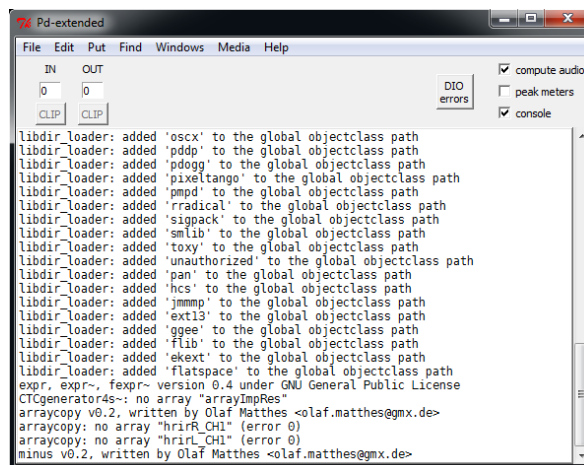 Pd-extended
File Edit Put Find Windows Media Help
IN OUT
0 0
CLIP CLIP
DIO
errors
compute audio
peak meters
console
libdir_loader: added 'oscx' to the global objectclass path
libdir_loader: added 'pddp' to the global objectclass path
libdir_loader: added 'pdogg' to the global objectclass path
libdir_loader: added 'pixeltango' to the global objectclass path
libdir_loader: added 'pmpd' to the global objectclass path
libdir_loader: added 'rradical' to the global objectclass path
libdir_loader: added 'sigpack' to the global objectclass path
libdir_loader: added 'smlib' to the global objectclass path
libdir_loader: added 'toxy' to the global objectclass path
libdir_loader: added 'unauthorized' to the global objectclass path
libdir_loader: added 'pan' to the global objectclass path
libdir_loader: added 'hcs' to the global objectclass path
libdir_loader: added 'jmmmp' to the global objectclass path
libdir_loader: added 'ext13' to the global objectclass path
libdir_loader: added 'ggee' to the global objectclass path
libdir_loader: added 'flib' to the global objectclass path
libdir_loader: added 'ekext' to the global objectclass path
libdir_loader: added 'flatspace' to the global objectclass path
expr, expr~, fexpr~ version 0.4 under GNU General Public License
CTCgenerator4s~: no array "arrayImpRes"
arraycopy v0.2, written by Olaf Matthes <olaf.matthes@gmx.de>
arraycopy: no array "hrirR_CH1" (error 0)
arraycopy: no array "hrirL_CH1" (error 0)
minus v0.2, written by Olaf Matthes <olaf.matthes@gmx.de>